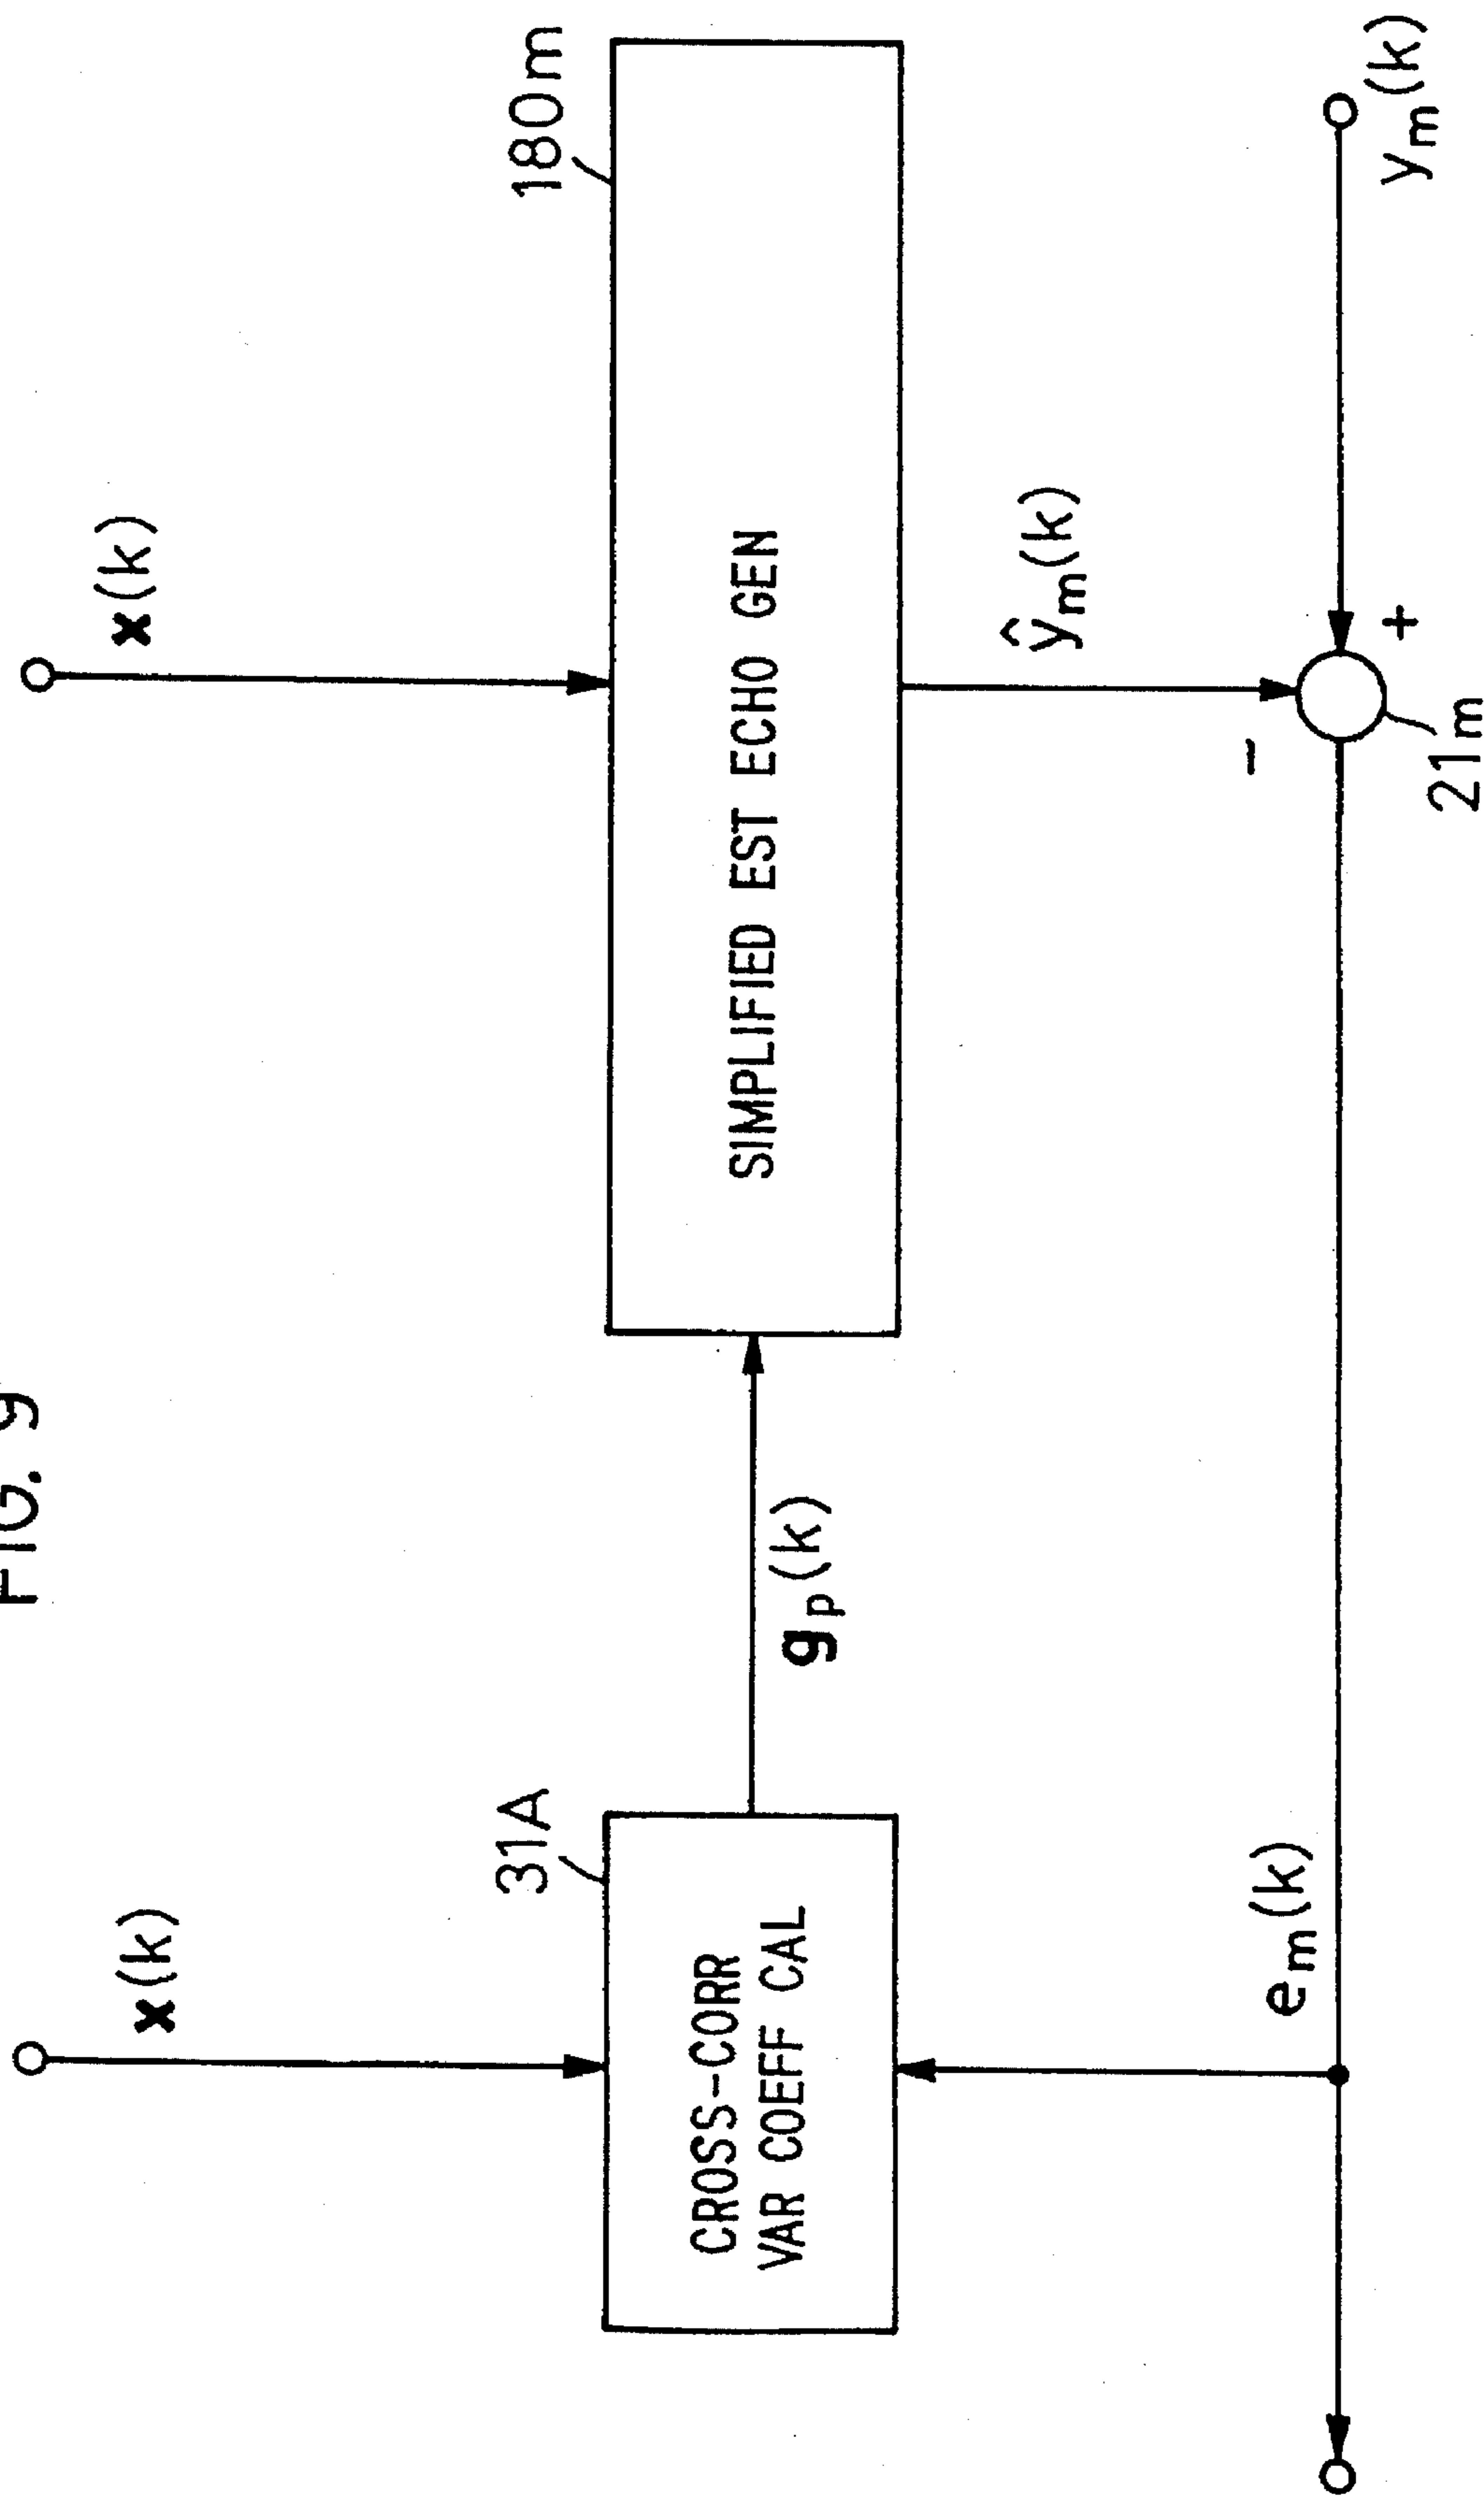 FIG. 9
x(k)
x(k)
31A
180m
CROSS-CORR
VAR COEFF CAL
gp(k)
SIMPLIFIED EST ECHO GEN
ŷm(k)
em(k)
−
+
21m
ym(k)